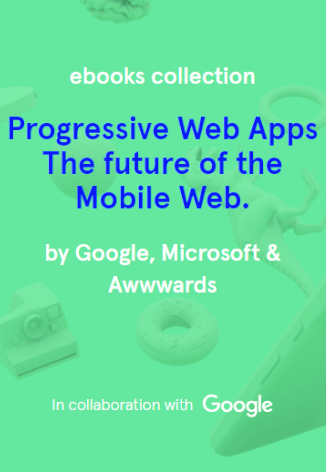 ebooks collection
Progressive Web Apps
The future of the
Mobile Web.
by Google, Microsoft &
Awwwards
In collaboration with Google